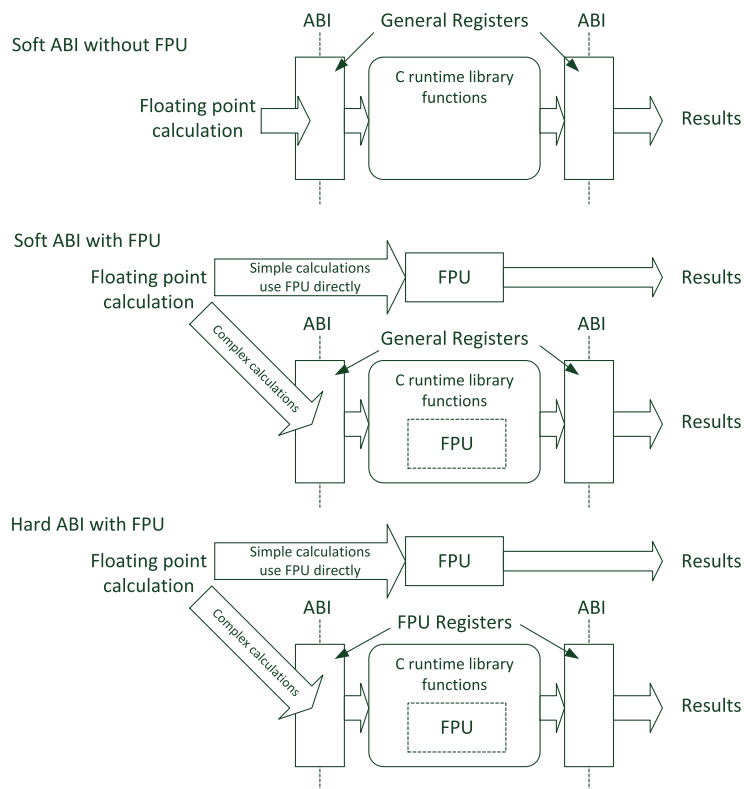 ABI
General Registers
ABI
Soft ABI without FPU
C runtime library
functions
Floating point
calculation
Results
Soft ABI with FPU
Floating point
calculation
Simple calculations
use FPU directly
FPU
Results
Complex calculations
ABI
General Registers
ABI
C runtime library
functions
FPU
Results
Hard ABI with FPU
Floating point
calculation
Simple calculations
use FPU directly
FPU
Results
Complex calculations
ABI
FPU Registers
ABI
C runtime library
functions
FPU
Results